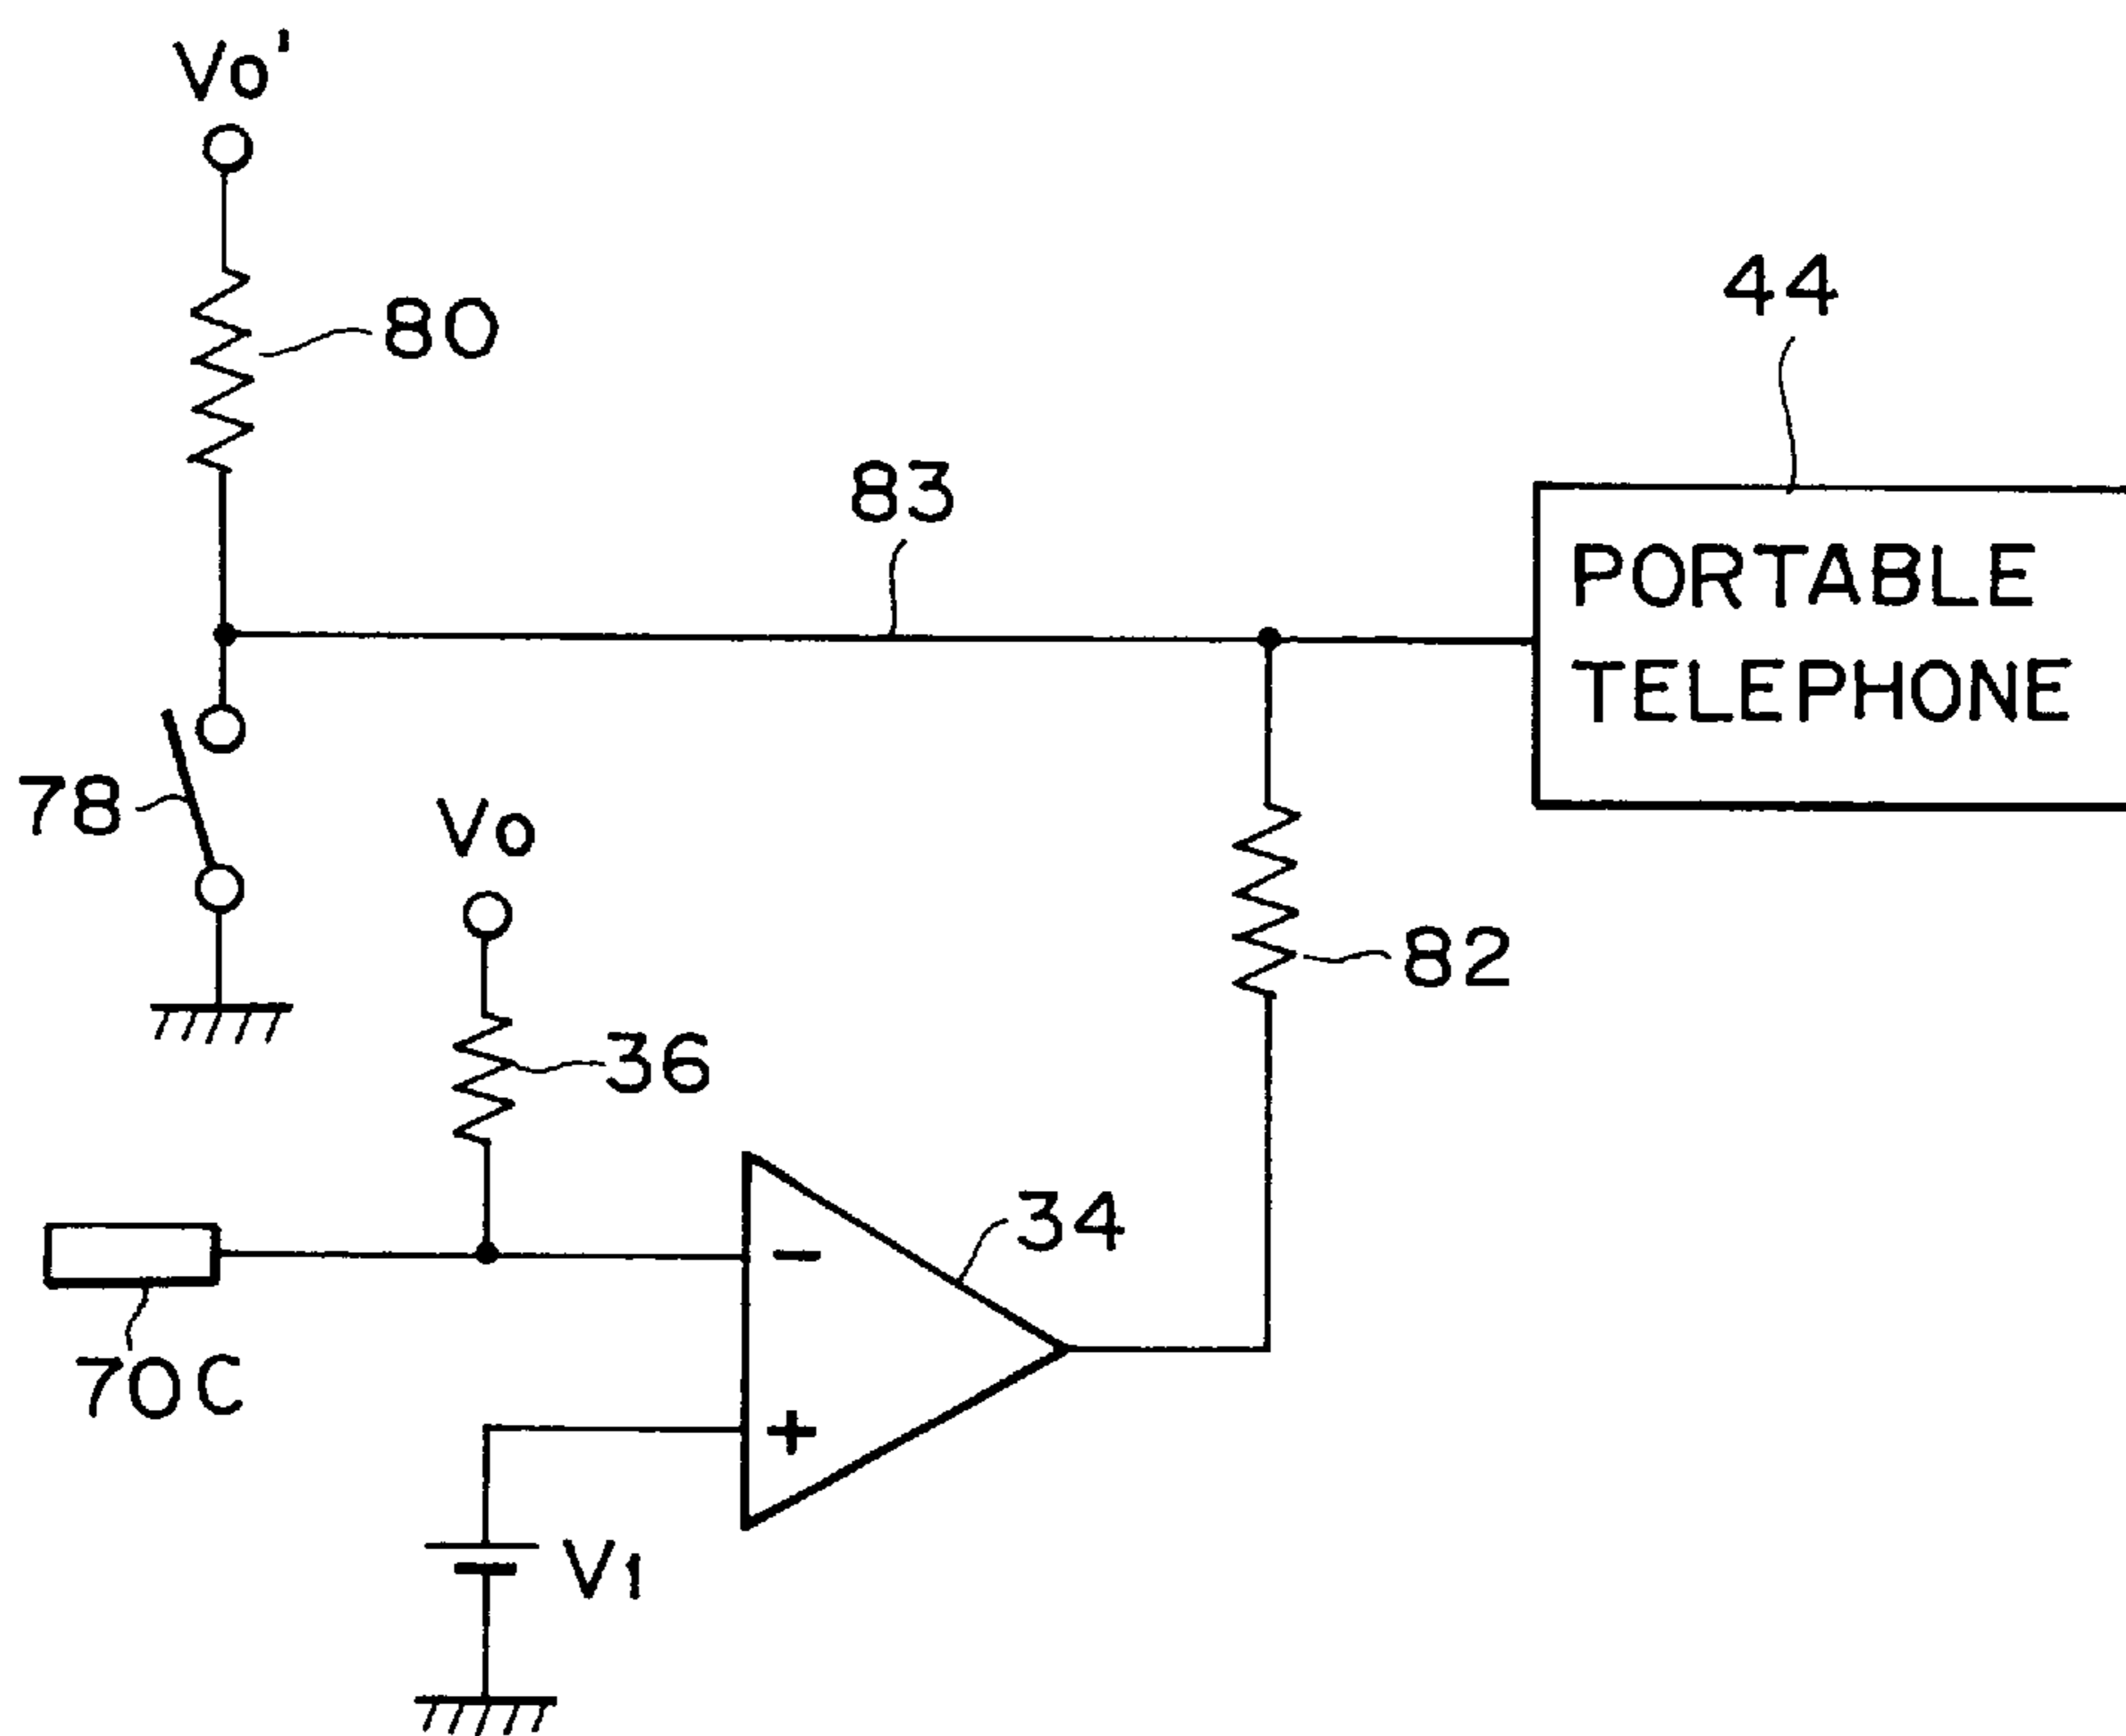 Vo'
80
44
83
PORTABLE
TELEPHONE
78
Vo
82
36
34
-
70C
+
V1